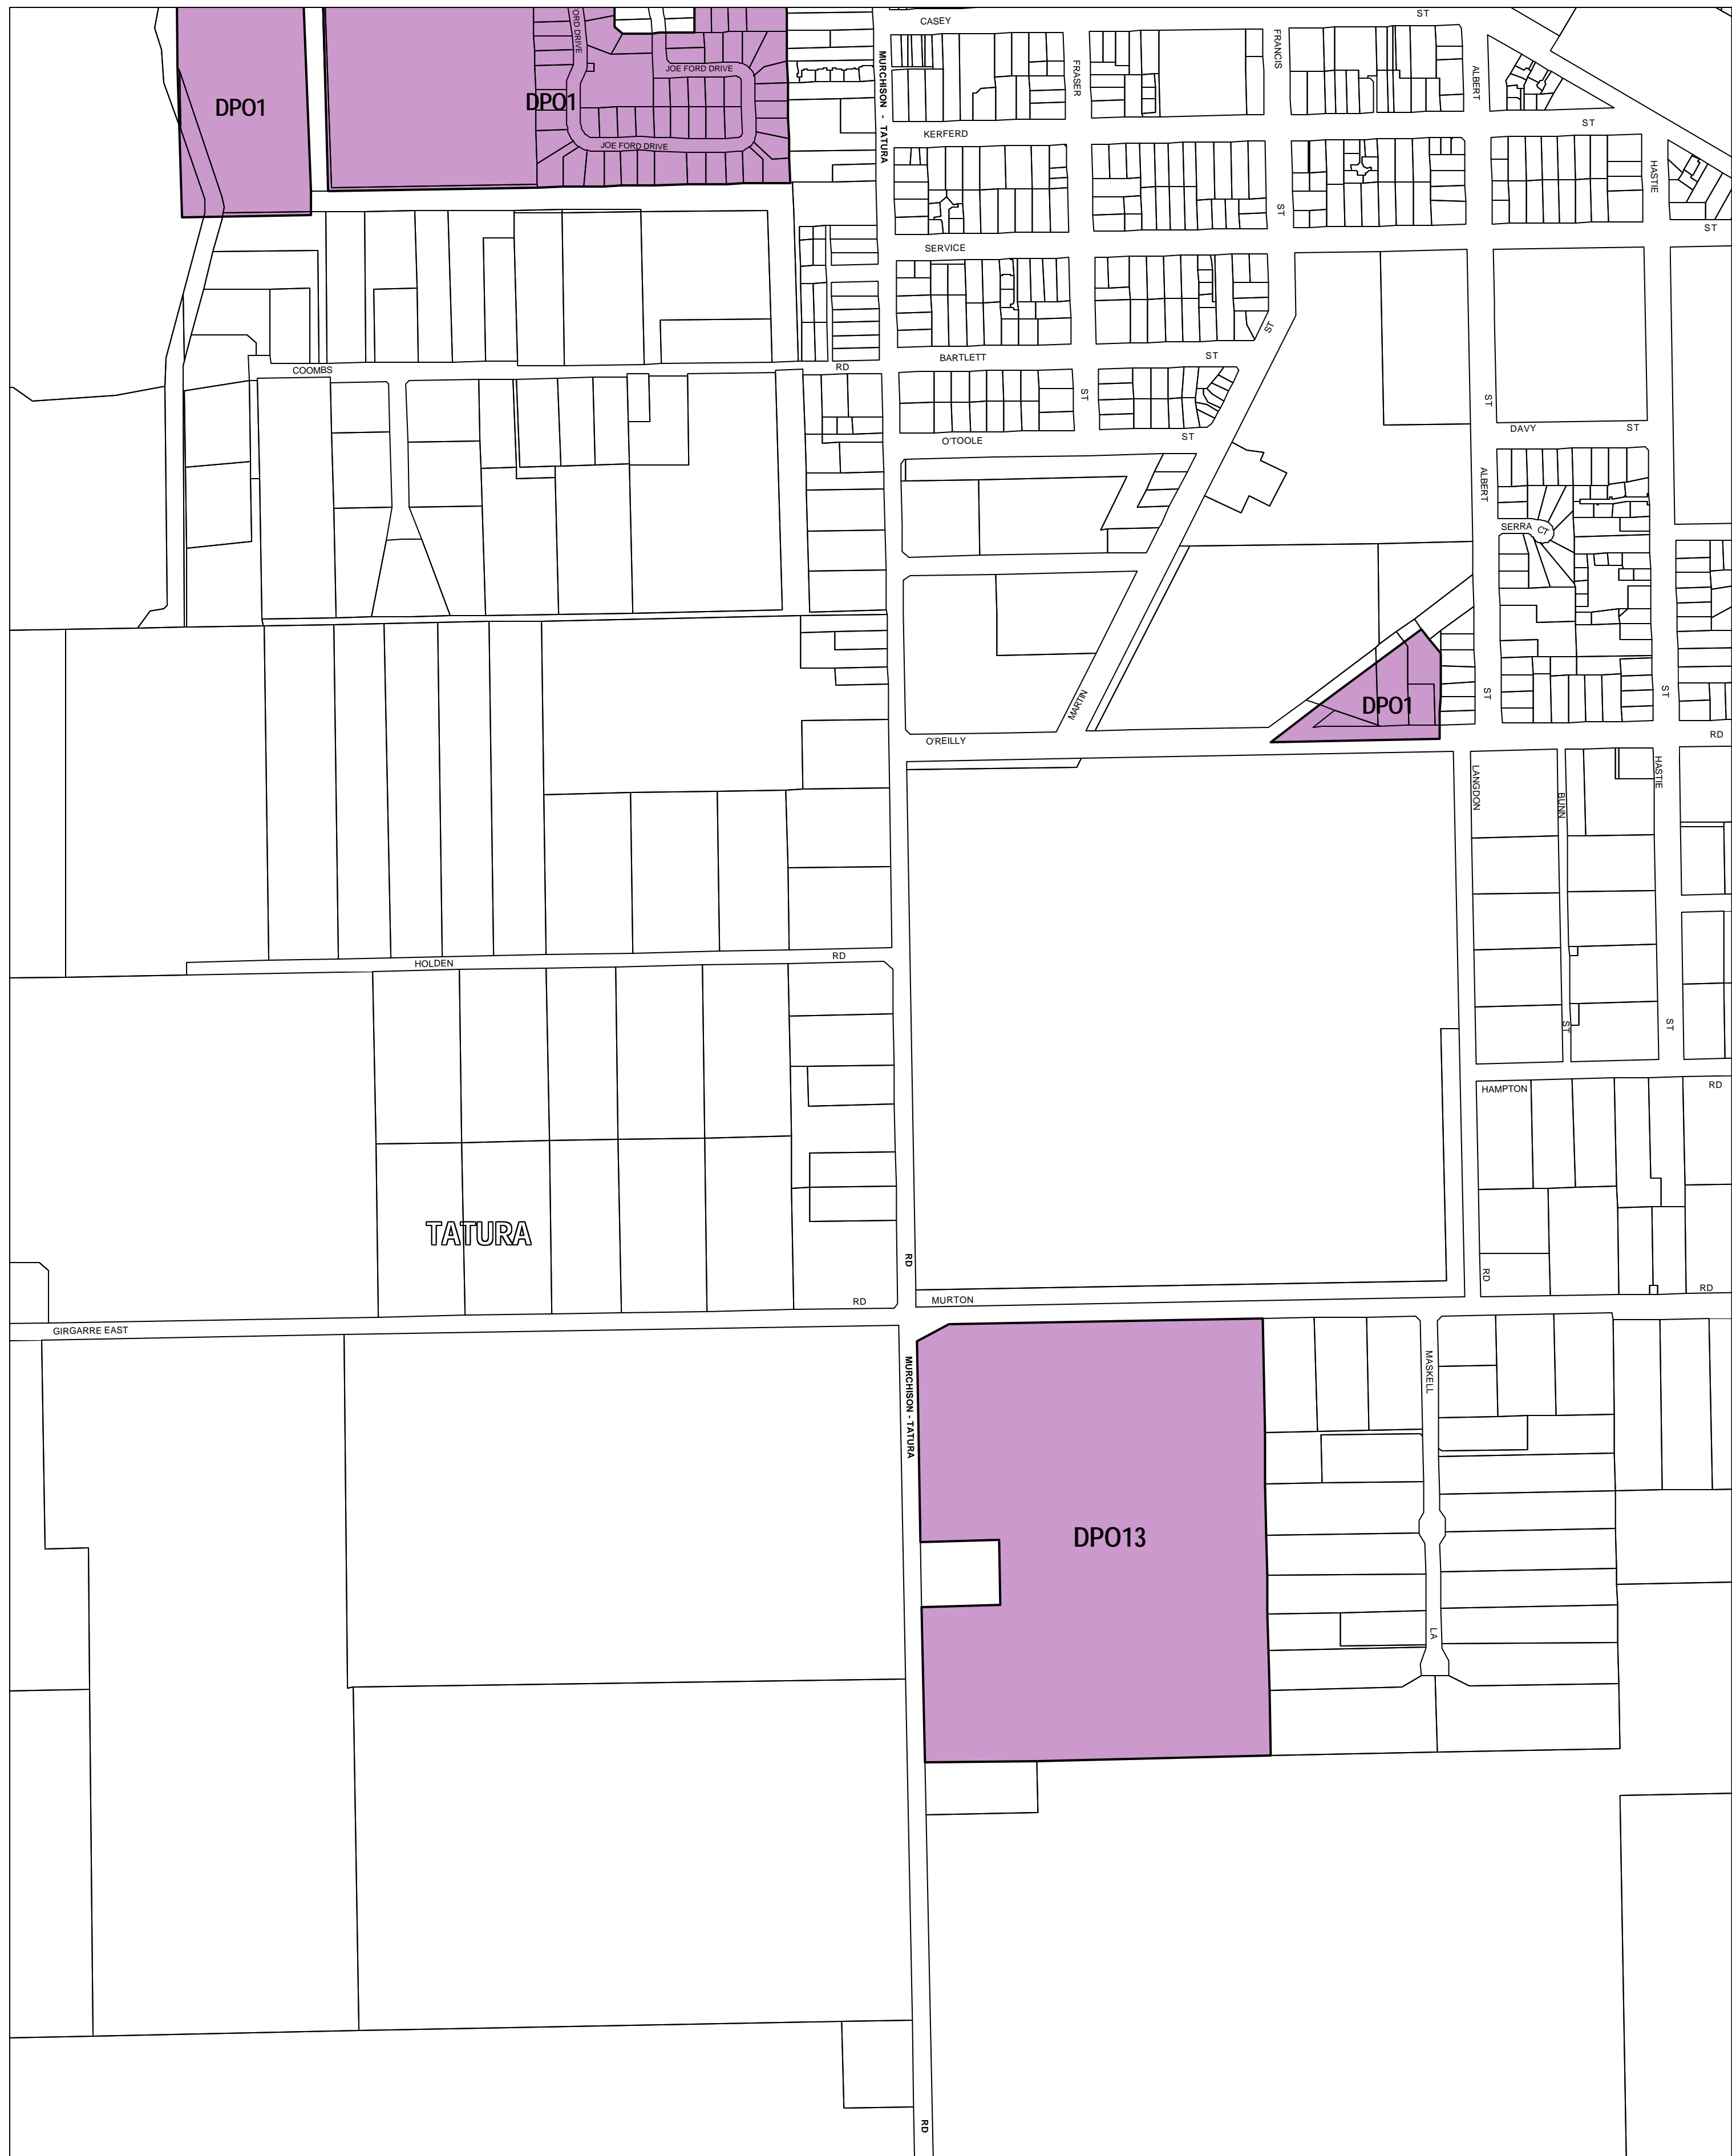 CASEY
ST
ORD DRIVE
JOE FORD DRIVE
MURCHISON - TATURA
FRASER
FRANCIS
ALBERT
DPO1
DPO1
KERFERD
ST
JOE FORD DRIVE
HASTIE
ST
ST
SERVICE
ST
BARTLETT
ST
COOMBS
RD
ST
ST
O'TOOLE
ST
DAVY
ST
ALBERT
SERRA CT
DPO1
ST
ST
MARTIN
O'REILLY
RD
LANGDON
BUNN
HASTIE
HOLDEN
RD
ST
ST
HAMPTON
RD
TATURA
RD
RD
RD
MURTON
RD
GIRGARRE EAST
MURCHISON - TATURA
MASKELL
DPO13
LA
RD